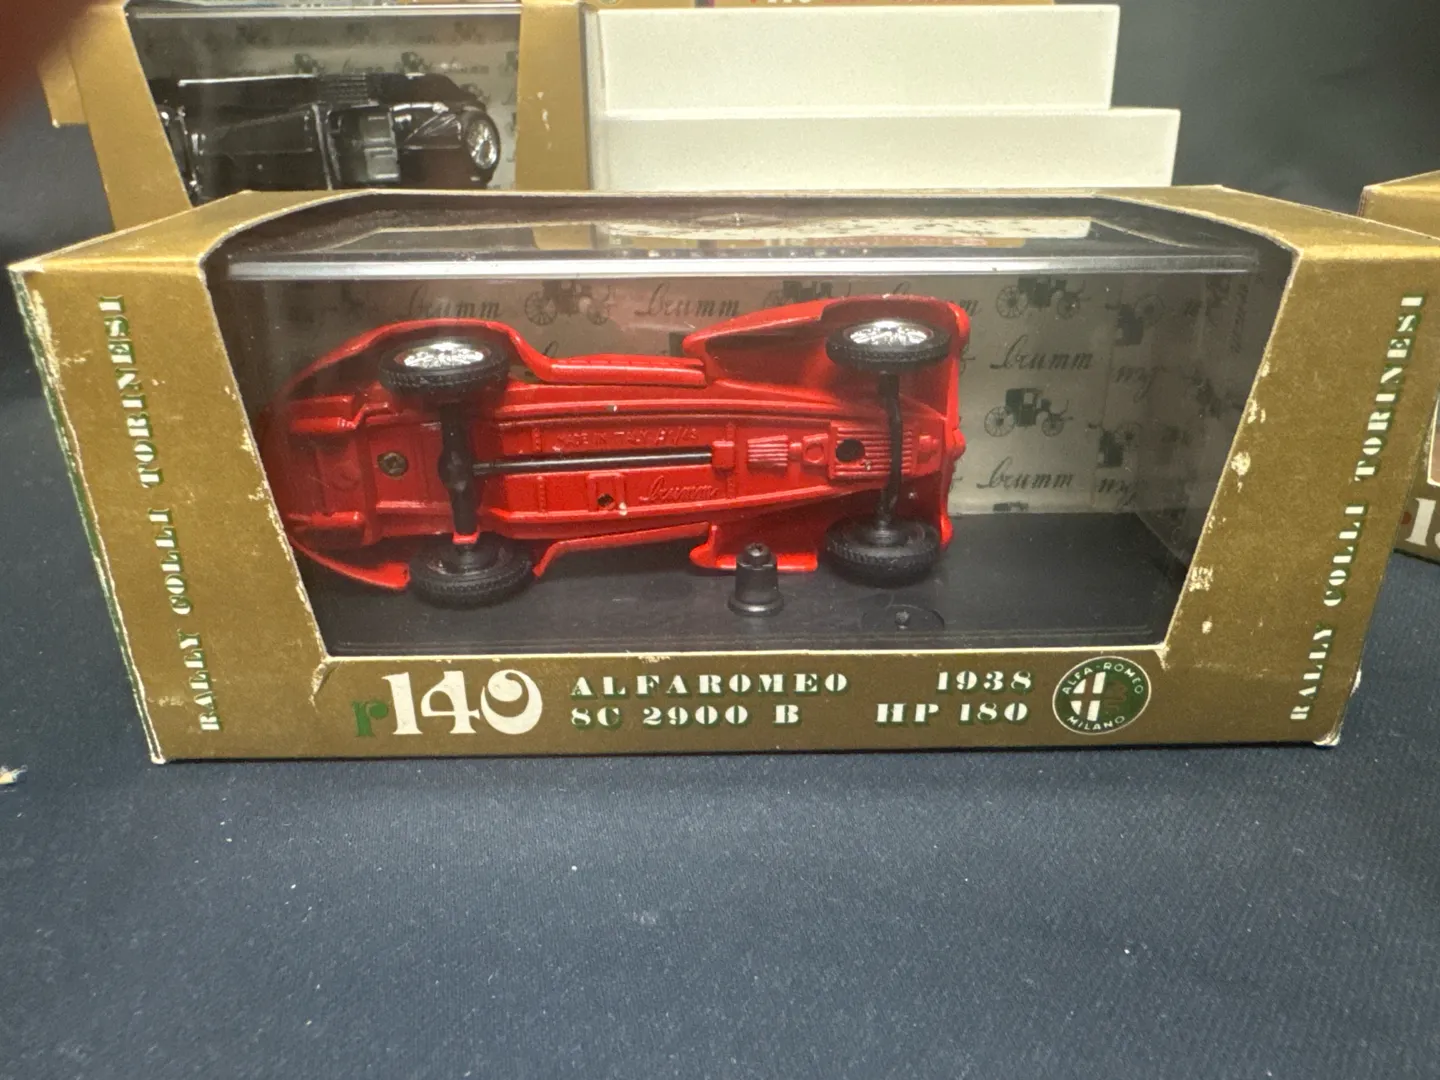 brumm
brumm
brumm
brumm
MADE IN ITALY
brumm
RALLY COLLI TORINESI
RALLY COLLI TORINESI
r140
ALFAROMEO 1938
8C 2900 B HP 180
ALFA-ROMEO
MILANO